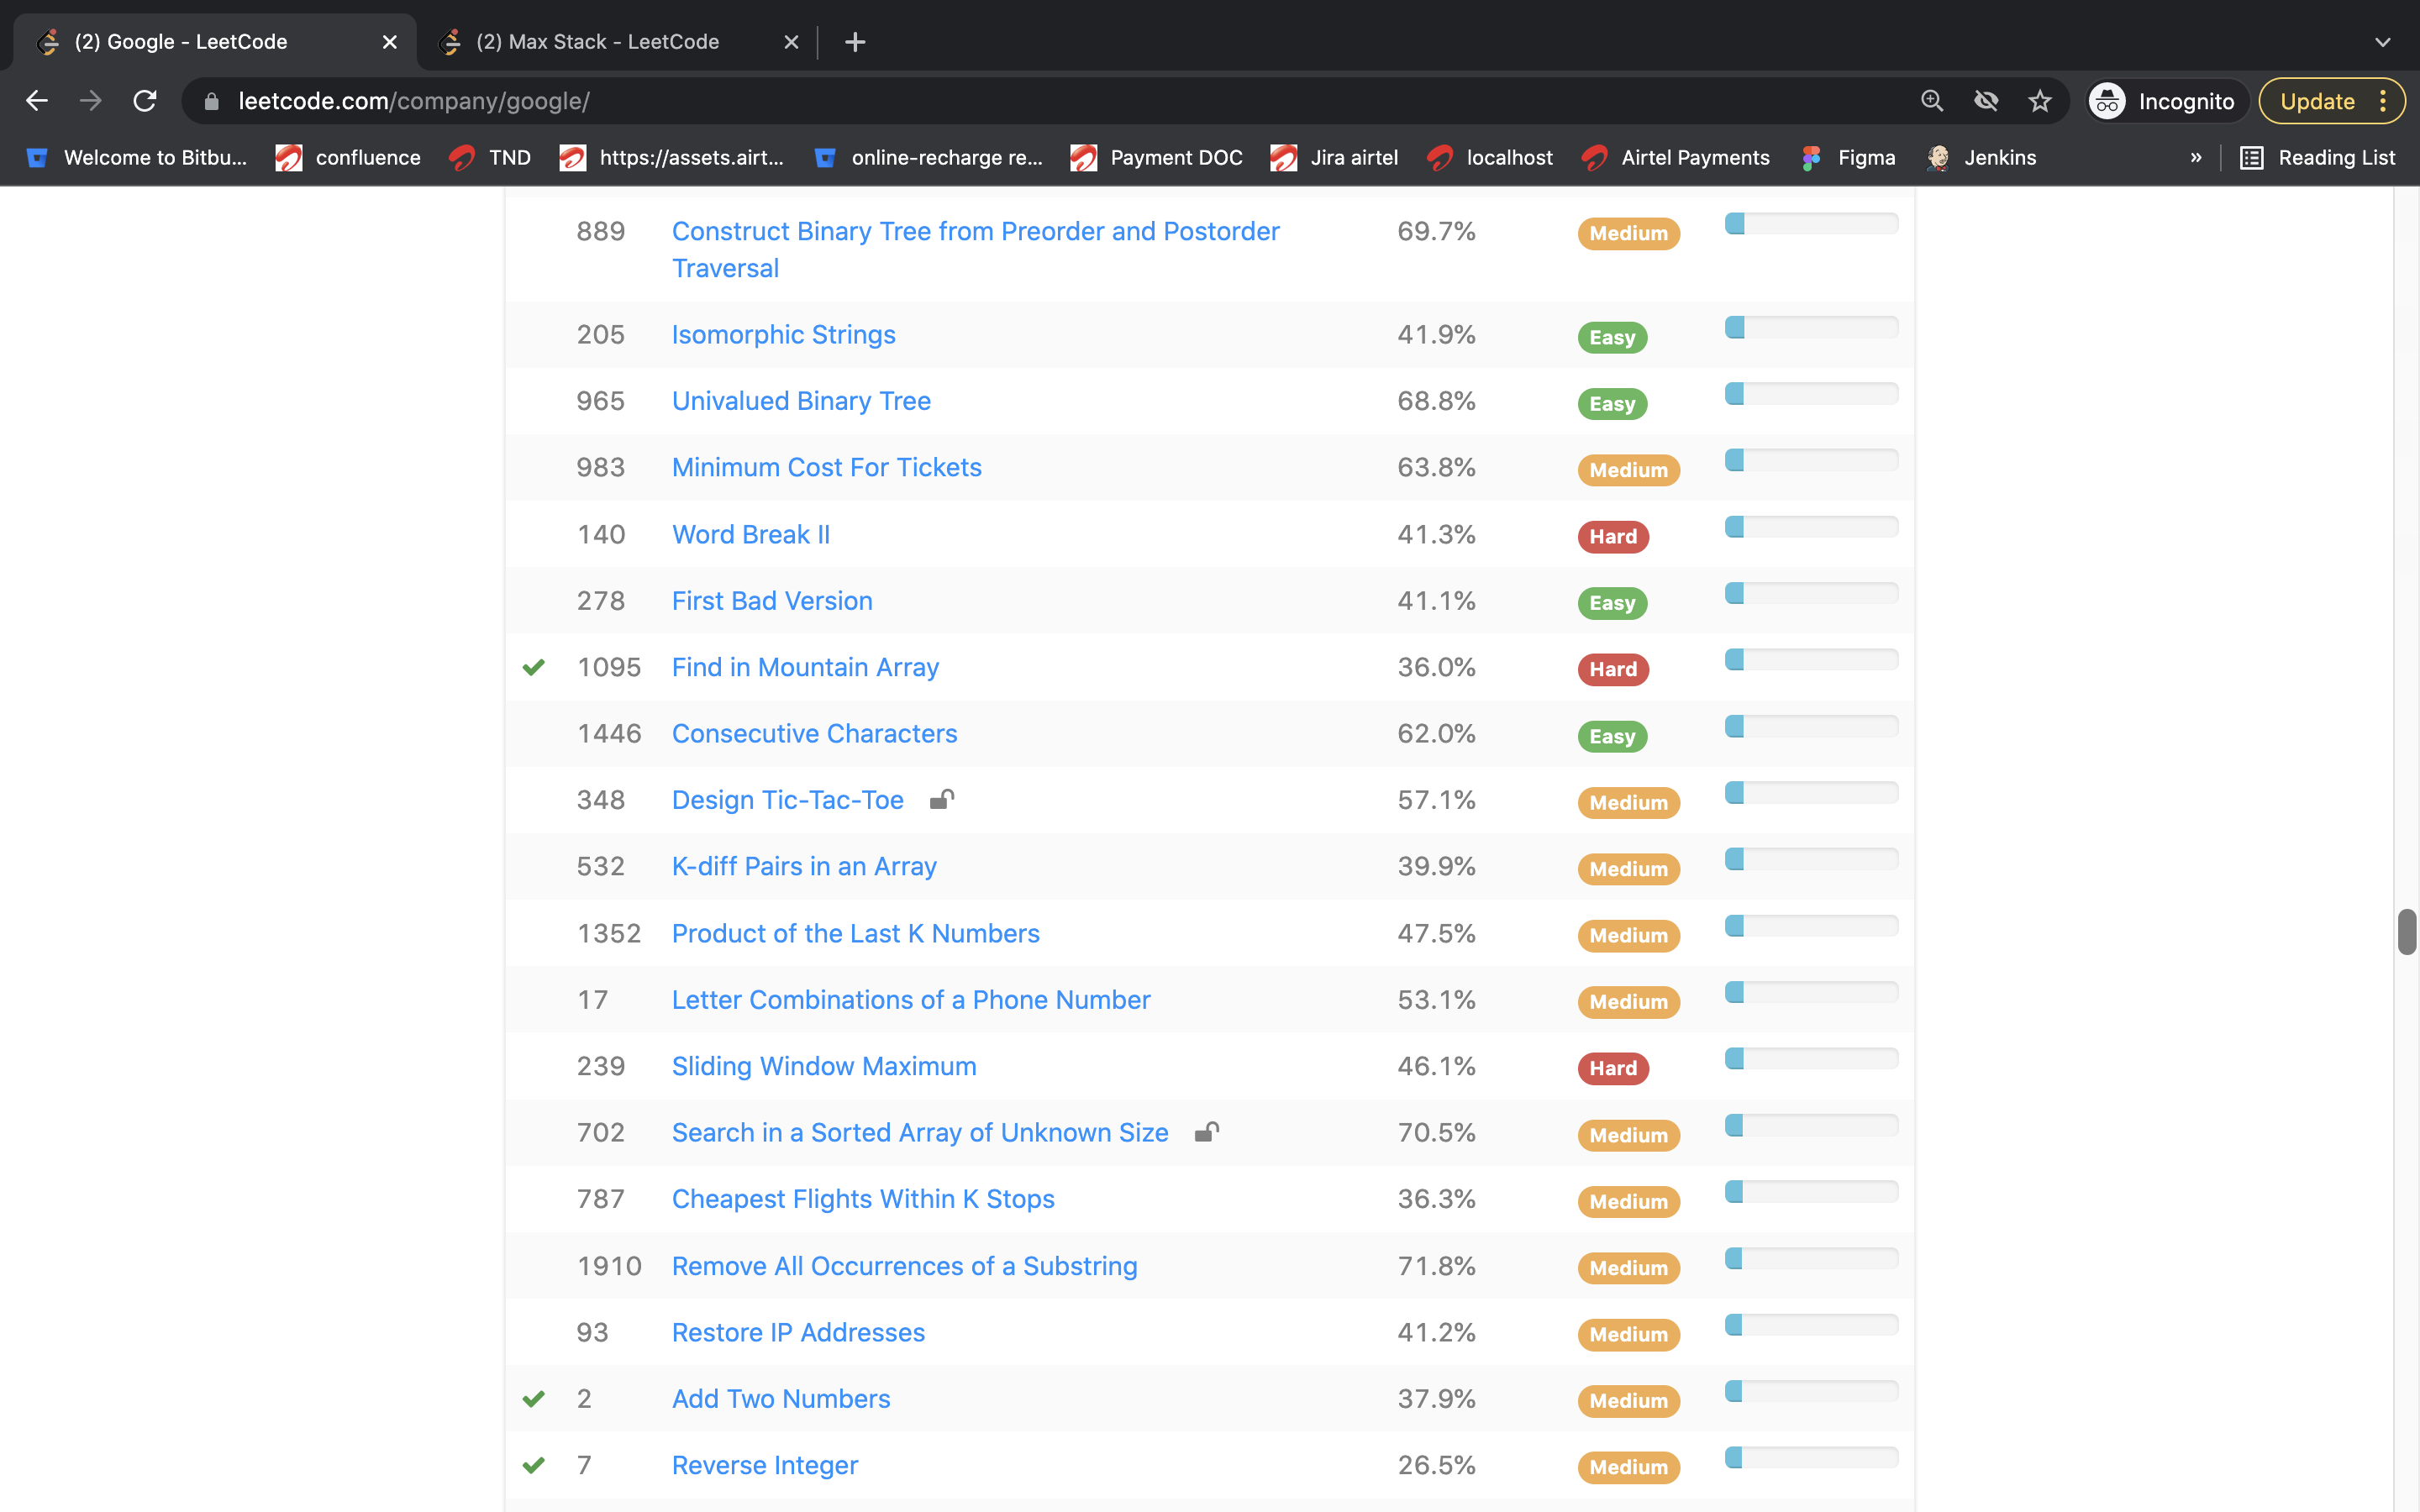 (2) Google - LeetCode
(2) Max Stack - LeetCode
leetcode.com/company/google/
Incognito
Update
Welcome to Bitbu...
confluence
TND
https://assets.airt...
online-recharge re...
Payment DOC
Jira airtel
localhost
Airtel Payments
Figma
Jenkins
»
Reading List
889 Construct Binary Tree from Preorder and Postorder 69.7% Medium
Traversal
205 Isomorphic Strings 41.9% Easy
965 Univalued Binary Tree 68.8% Easy
983 Minimum Cost For Tickets 63.8% Medium
140 Word Break II 41.3% Hard
278 First Bad Version 41.1% Easy
1095 Find in Mountain Array 36.0% Hard
1446 Consecutive Characters 62.0% Easy
348 Design Tic-Tac-Toe 57.1% Medium
532 K-diff Pairs in an Array 39.9% Medium
1352 Product of the Last K Numbers 47.5% Medium
17 Letter Combinations of a Phone Number 53.1% Medium
239 Sliding Window Maximum 46.1% Hard
702 Search in a Sorted Array of Unknown Size 70.5% Medium
787 Cheapest Flights Within K Stops 36.3% Medium
1910 Remove All Occurrences of a Substring 71.8% Medium
93 Restore IP Addresses 41.2% Medium
2 Add Two Numbers 37.9% Medium
7 Reverse Integer 26.5% Medium